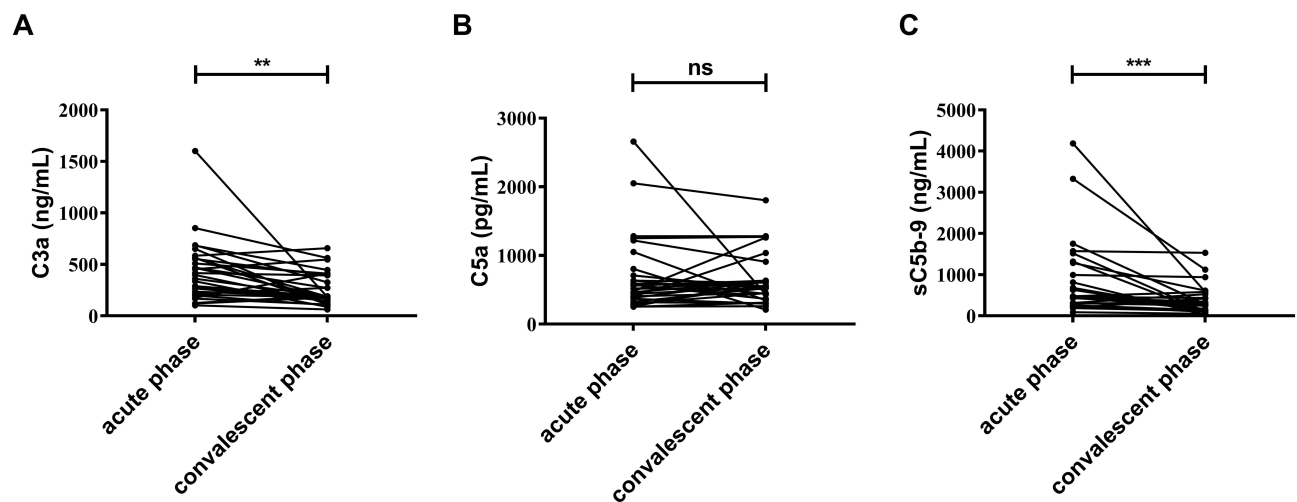 A
**
C3a (ng/mL)
2000
1500
1000
500
0
acute phase
convalescent phase
B
ns
C5a (pg/mL)
3000
2000
1000
0
acute phase
convalescent phase
C
***
sC5b-9 (ng/mL)
5000
4000
3000
2000
1000
0
acute phase
convalescent phase